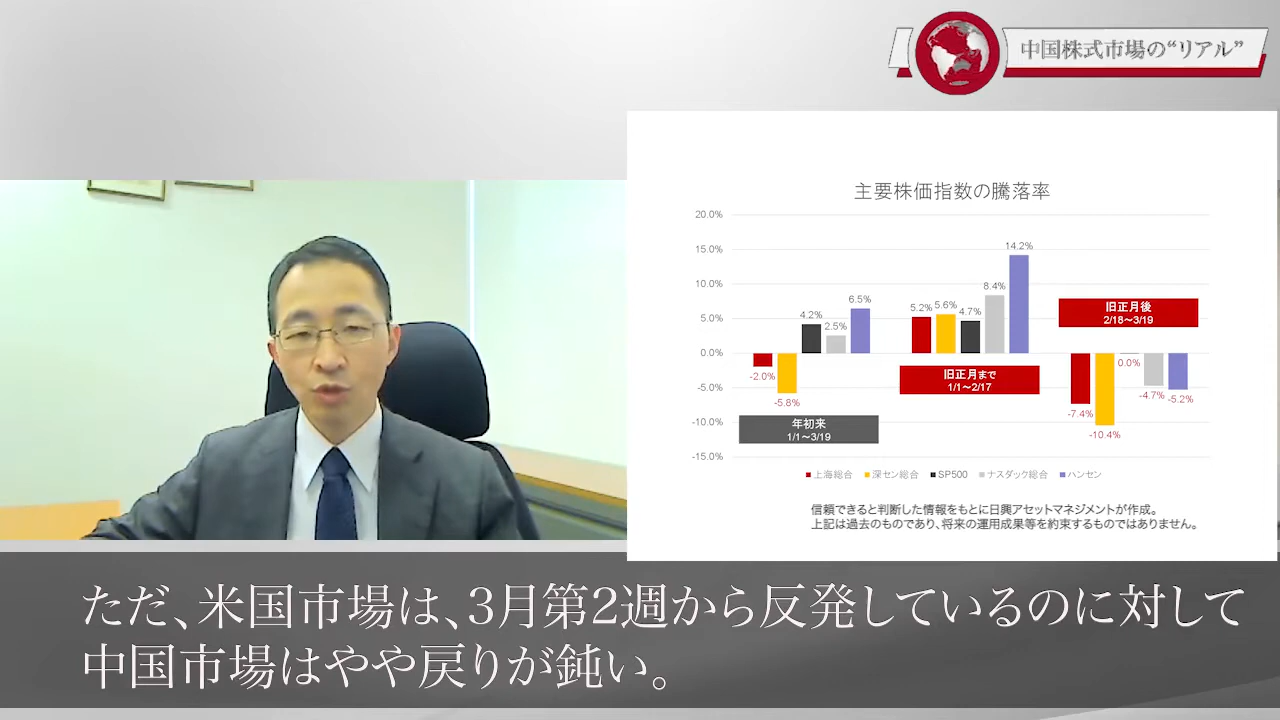 中国株式市場の“リアル”
主要株価指数の騰落率
20.0%
15.0%
10.0%
5.0%
0.0%
-5.0%
-10.0%
-15.0%
-2.0%
-5.8%
4.2%
2.5%
6.5%
年初来
1/1～3/19
5.2%
5.6%
4.7%
8.4%
14.2%
旧正月まで
1/1～2/17
旧正月後
2/18～3/19
-7.4%
-10.4%
0.0%
-4.7%
-5.2%
上海総合 深セン総合 SP500 ナスダック総合 ハンセン
信頼できると判断した情報をもとに日興アセットマネジメントが作成。
上記は過去のものであり、将来の運用成果等を約束するものではありません。
ただ、米国市場は、3月第2週から反発しているのに対して
中国市場はやや戻りが鈍い。